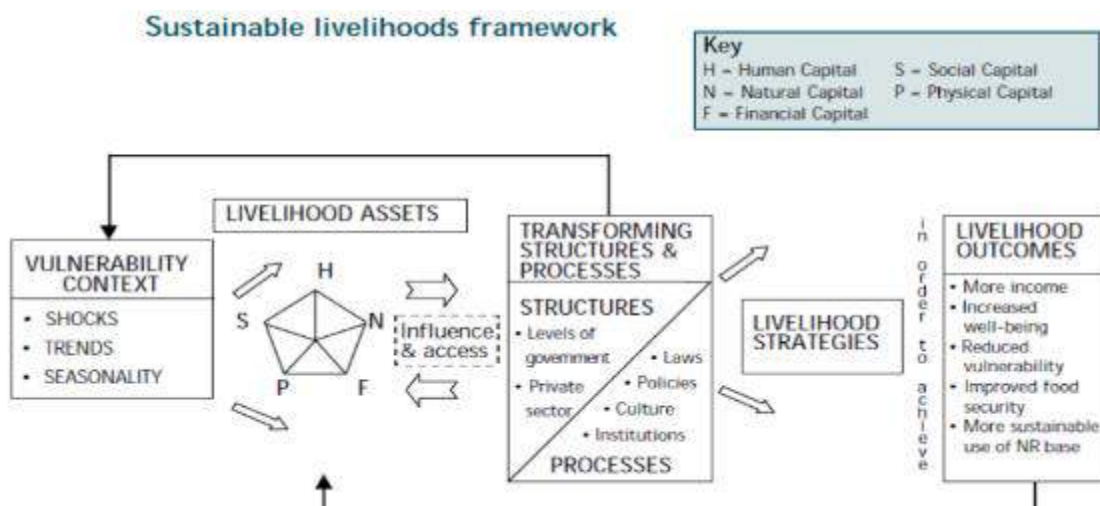 Sustainable livelihoods framework
Key
H – Human Capital S – Social Capital
N – Natural Capital P – Physical Capital
F – Financial Capital
LIVELIHOOD ASSETS
VULNERABILITY
CONTEXT
• SHOCKS
• TRENDS
• SEASONALITY
H
S
N
P
F
Influence
& access
TRANSFORMING
STRUCTURES &
PROCESSES
STRUCTURES
• Levels of
government
• Private
sector
• Laws
• Policies
• Culture
• Institutions
PROCESSES
LIVELIHOOD
STRATEGIES
in order to achieve
LIVELIHOOD
OUTCOMES
• More income
• Increased
well-being
• Reduced
vulnerability
• Improved food
security
• More sustainable
use of NR base